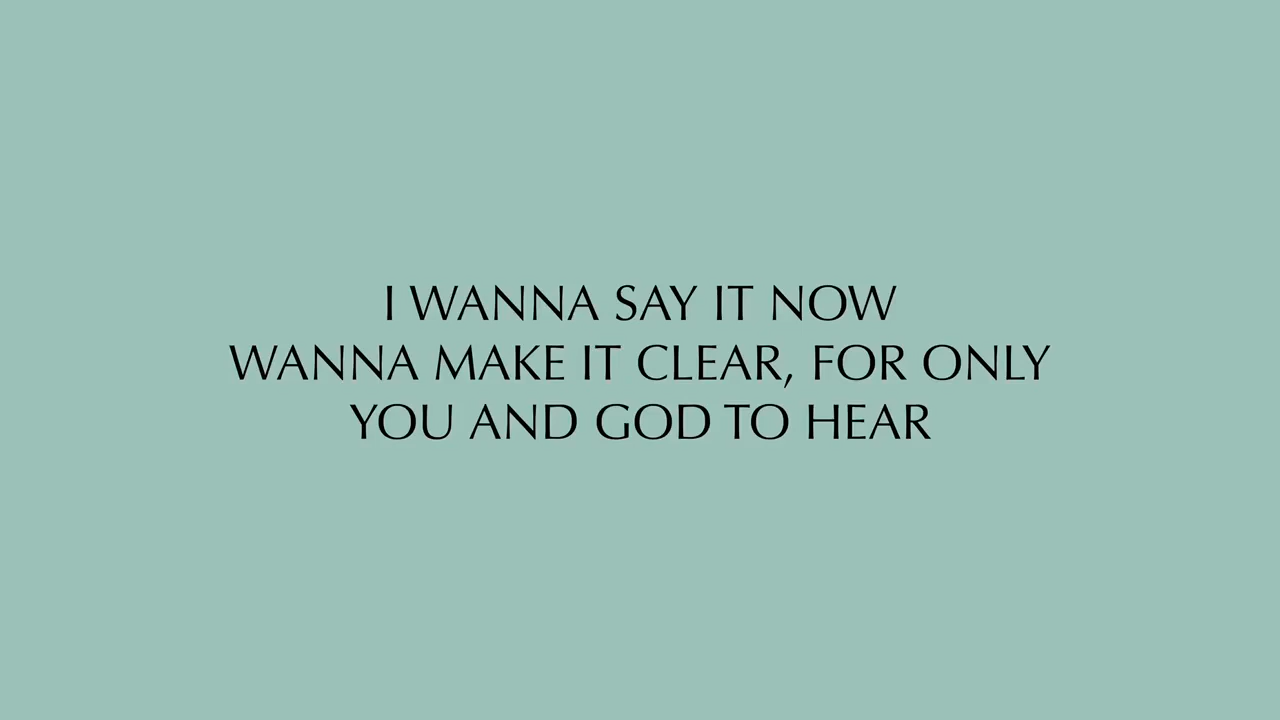 I WANNA SAY IT NOW
WANNA MAKE IT CLEAR, FOR ONLY
YOU AND GOD TO HEAR